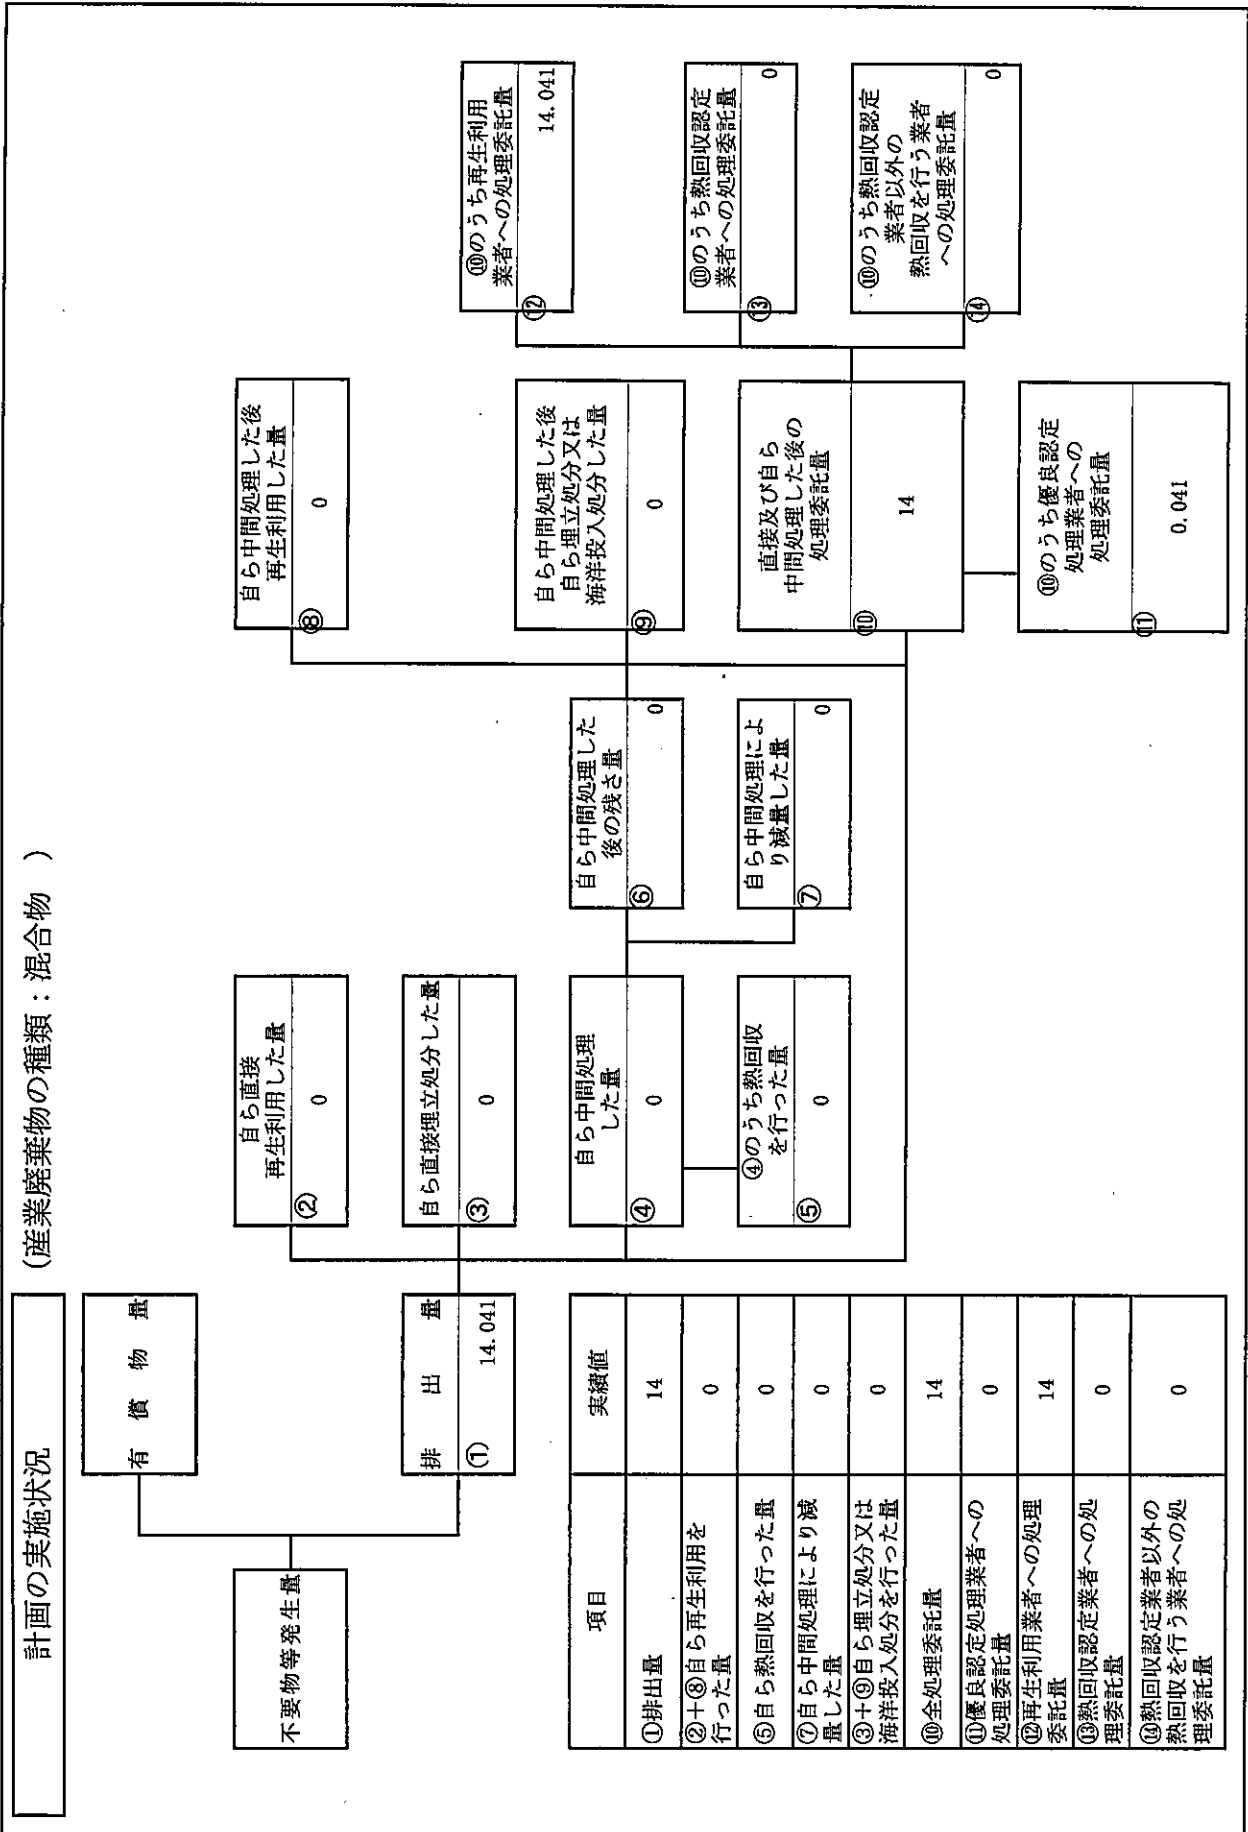 計画の実施状況
(産業廃棄物の種類：混合物　)
不要物等発生量
有　償　物　量
排　出　量
①
14.041
自ら直接
再生利用した量
②
0
自ら直接埋立処分した量
③
0
自ら中間処理
した量
④
0
④のうち熱回収
を行った量
⑤
0
自ら中間処理した
後の残さ量
⑥
0
自ら中間処理によ
り減量した量
⑦
0
自ら中間処理した後
再生利用した量
⑧
0
自ら中間処理した後
自ら埋立処分又は
海洋投入処分した量
⑨
0
直接及び自ら
中間処理した後の
処理委託量
⑩
14
⑩のうち優良認定
処理業者への
処理委託量
⑪
0.041
⑩のうち再生利用
業者への処理委託量
⑫
14.041
⑩のうち熱回収認定
業者への処理委託量
⑬
0
⑩のうち熱回収認定
業者以外の
熱回収を行う業者
への処理委託量
⑭
0
項目　実績値
①排出量　14
②＋⑧自ら再生利用を
行った量　0
⑤自ら熱回収を行った量　0
⑦自ら中間処理により減
量した量　0
③＋⑨自ら埋立処分又は
海洋投入処分を行った量　0
⑩全処理委託量　14
⑪優良認定処理業者への
処理委託量　0
⑫再生利用業者への処理
委託量　14
⑬熱回収認定業者への処
理委託量　0
⑭熱回収認定業者以外の
熱回収を行う業者への処
理委託量　0